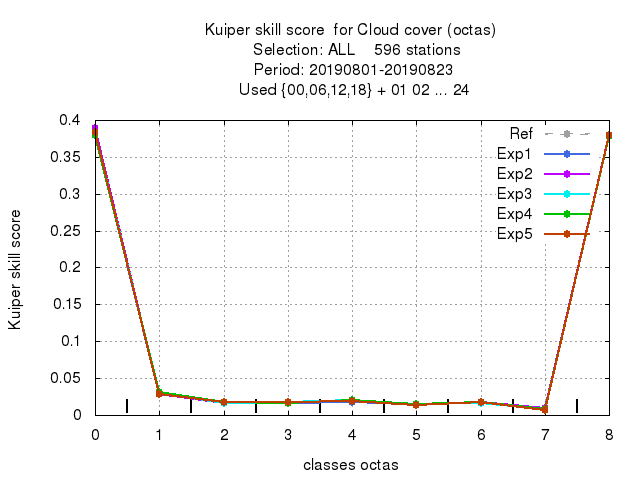 Kuiper skill score  for Cloud cover (octas)
Selection: ALL    596 stations
Period: 20190801-20190823
Used {00,06,12,18} + 01 02 ... 24
Kuiper skill score
0.4
0.35
0.3
0.25
0.2
0.15
0.1
0.05
0
Ref
Exp1
Exp2
Exp3
Exp4
Exp5
0 1 2 3 4 5 6 7 8
classes octas